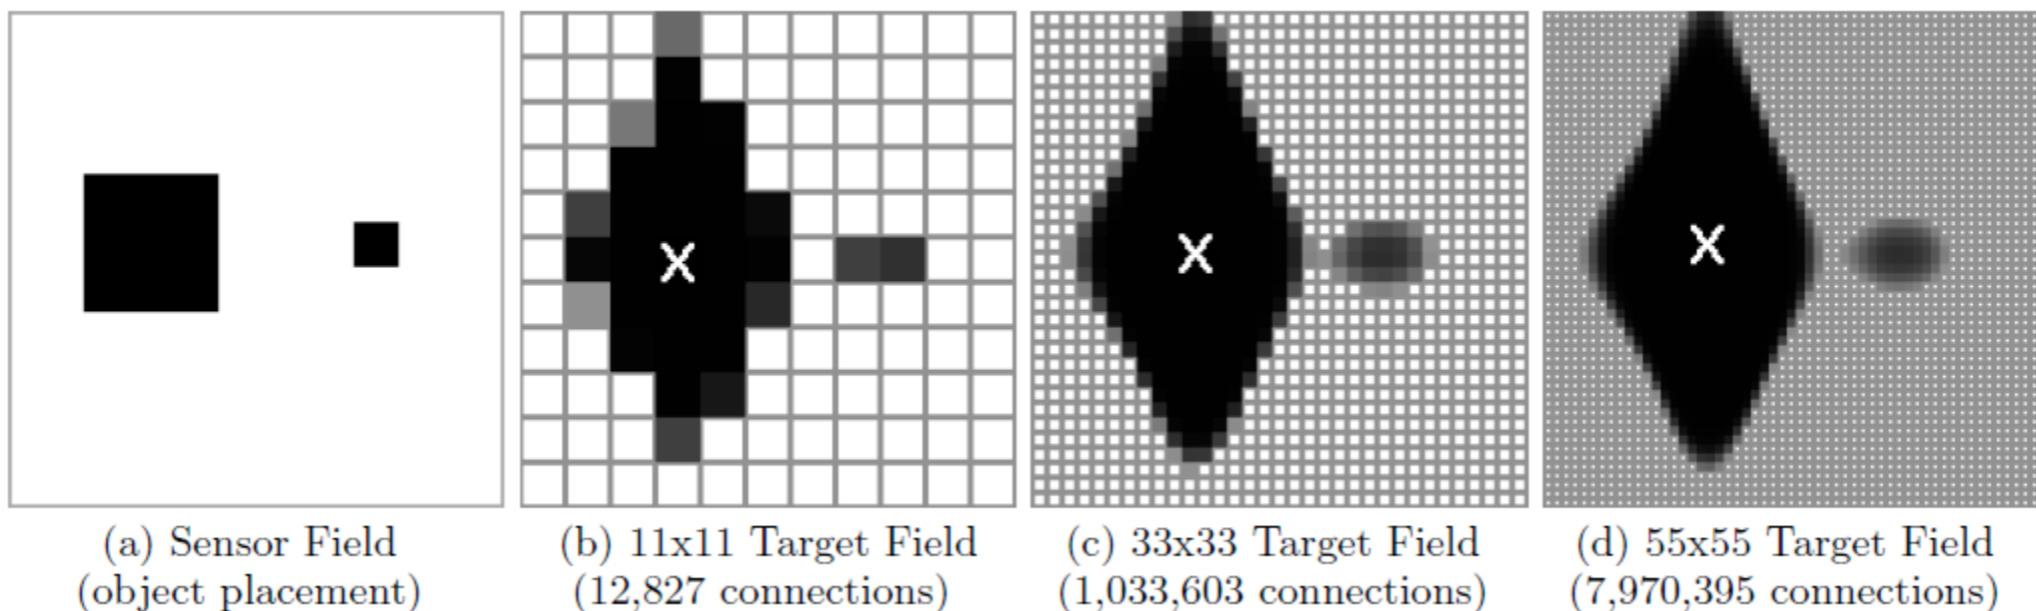 X
X
X
(a) Sensor Field
(object placement)
(b) 11x11 Target Field
(12,827 connections)
(c) 33x33 Target Field
(1,033,603 connections)
(d) 55x55 Target Field
(7,970,395 connections)